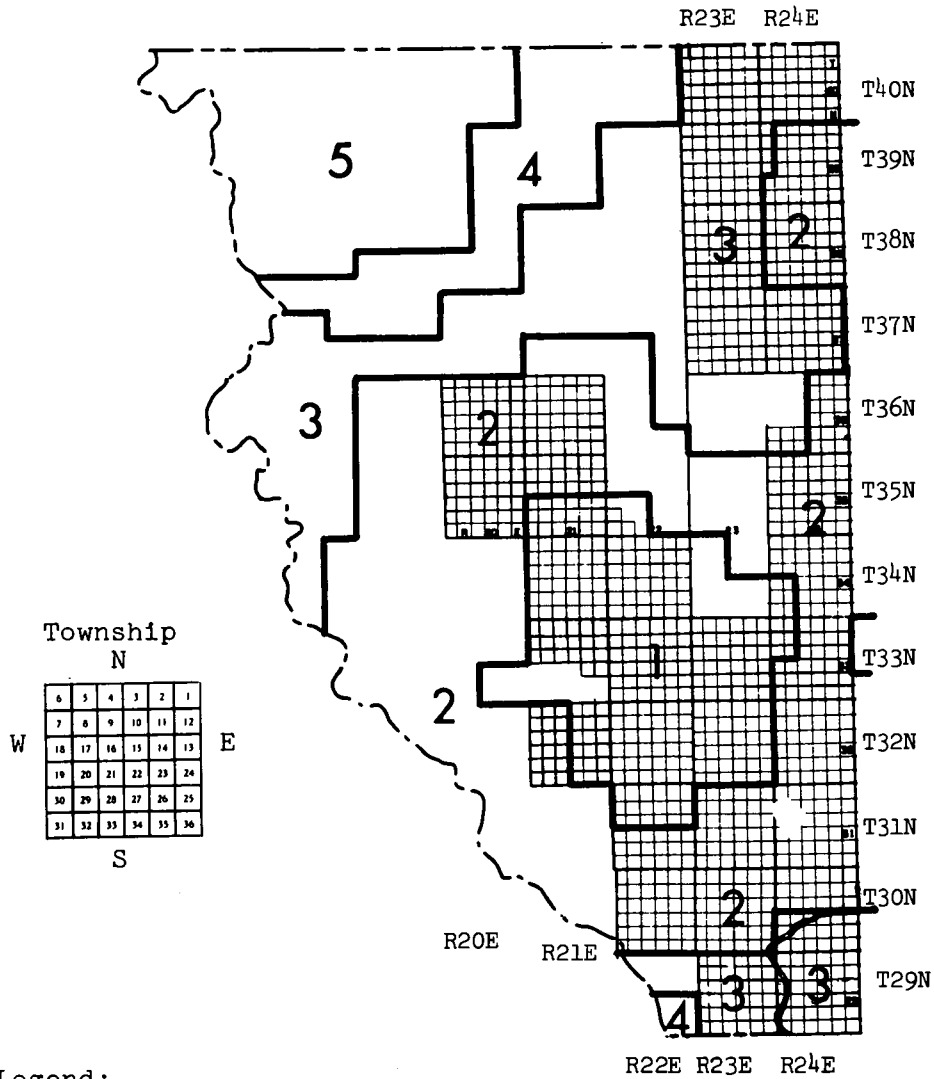 R23E R24E
T40N
T39N
5
4
3
2
T38N
T37N
3
2
T36N
T35N
2
T34N
Township
N
T33N
6 5 4 3 2 1
7 8 9 10 11 12
W 18 17 16 15 14 13 E
19 20 21 22 23 24
30 29 28 27 26 25
31 32 33 34 35 36
S
1
2
T32N
T31N
T30N
2
R20E R21E
3
3
T29N
4
R22E R23E R24E
Legend: